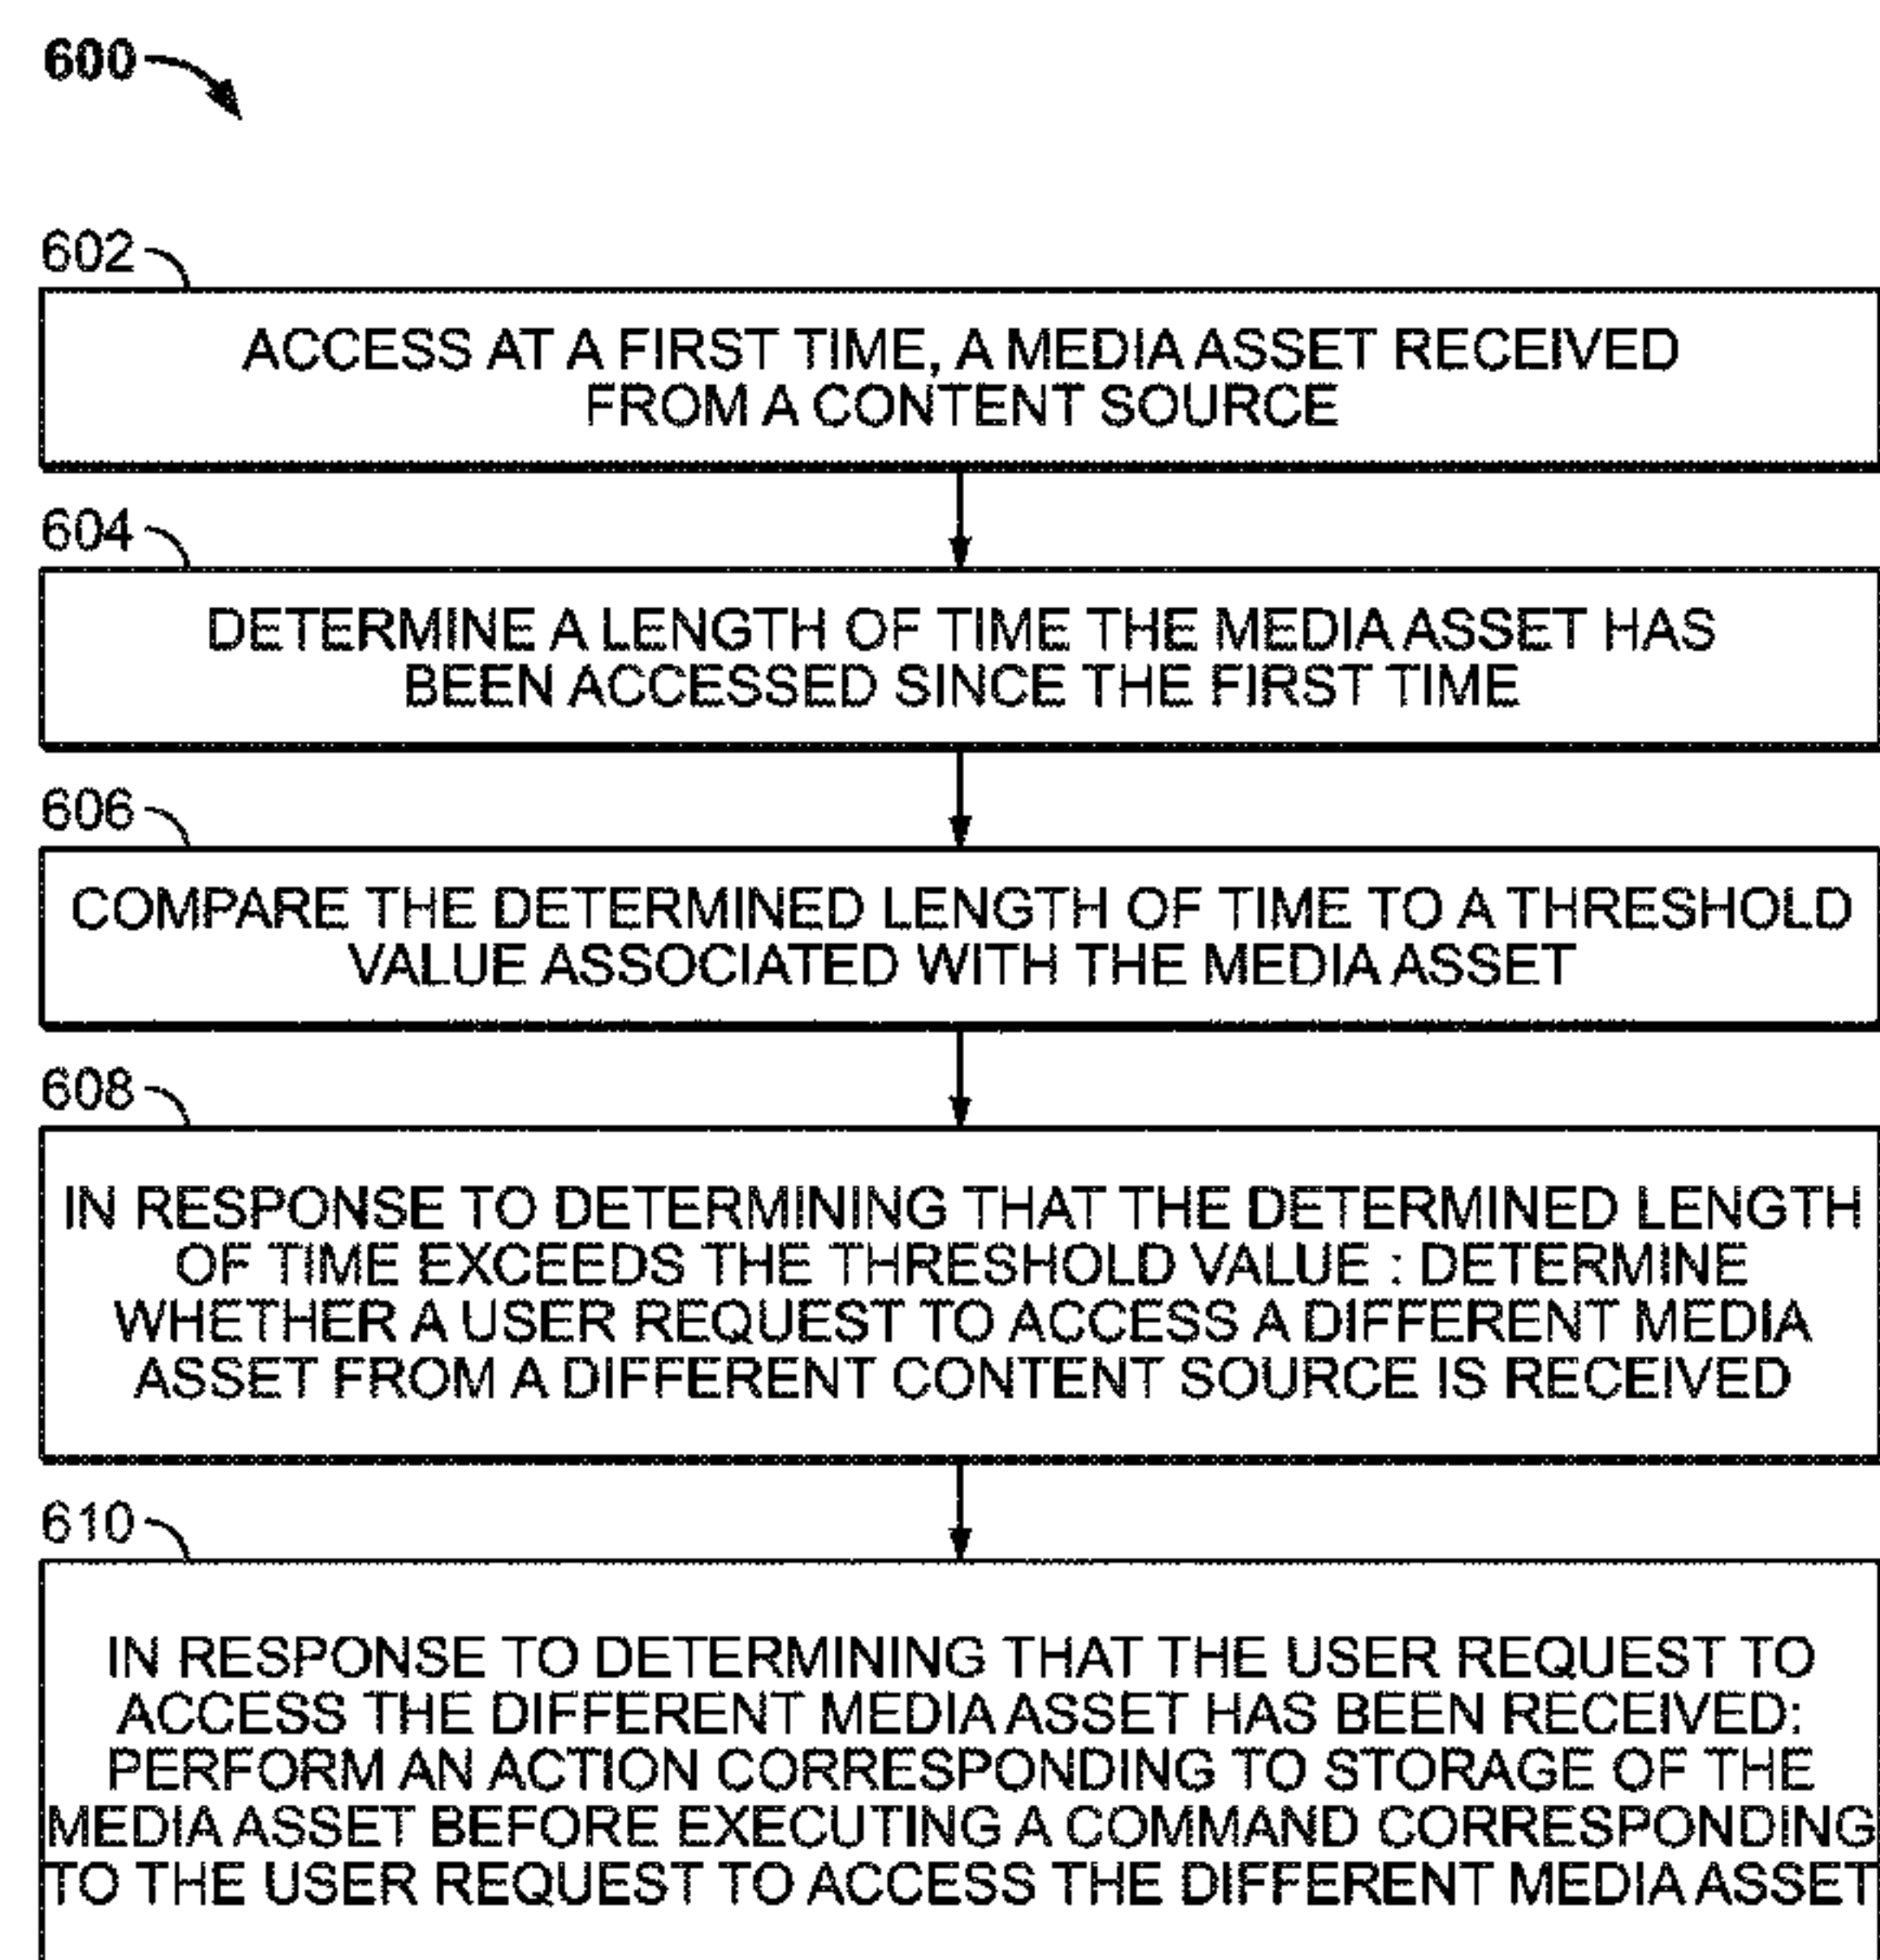 600
602
ACCESS AT A FIRST TIME, A MEDIA ASSET RECEIVED
FROM A CONTENT SOURCE
604
DETERMINE A LENGTH OF TIME THE MEDIA ASSET HAS
BEEN ACCESSED SINCE THE FIRST TIME
606
COMPARE THE DETERMINED LENGTH OF TIME TO A THRESHOLD
VALUE ASSOCIATED WITH THE MEDIA ASSET
608
IN RESPONSE TO DETERMINING THAT THE DETERMINED LENGTH
OF TIME EXCEEDS THE THRESHOLD VALUE : DETERMINE
WHETHER A USER REQUEST TO ACCESS A DIFFERENT MEDIA
ASSET FROM A DIFFERENT CONTENT SOURCE IS RECEIVED
610
IN RESPONSE TO DETERMINING THAT THE USER REQUEST TO
ACCESS THE DIFFERENT MEDIA ASSET HAS BEEN RECEIVED:
PERFORM AN ACTION CORRESPONDING TO STORAGE OF THE
MEDIA ASSET BEFORE EXECUTING A COMMAND CORRESPONDING
TO THE USER REQUEST TO ACCESS THE DIFFERENT MEDIA ASSET